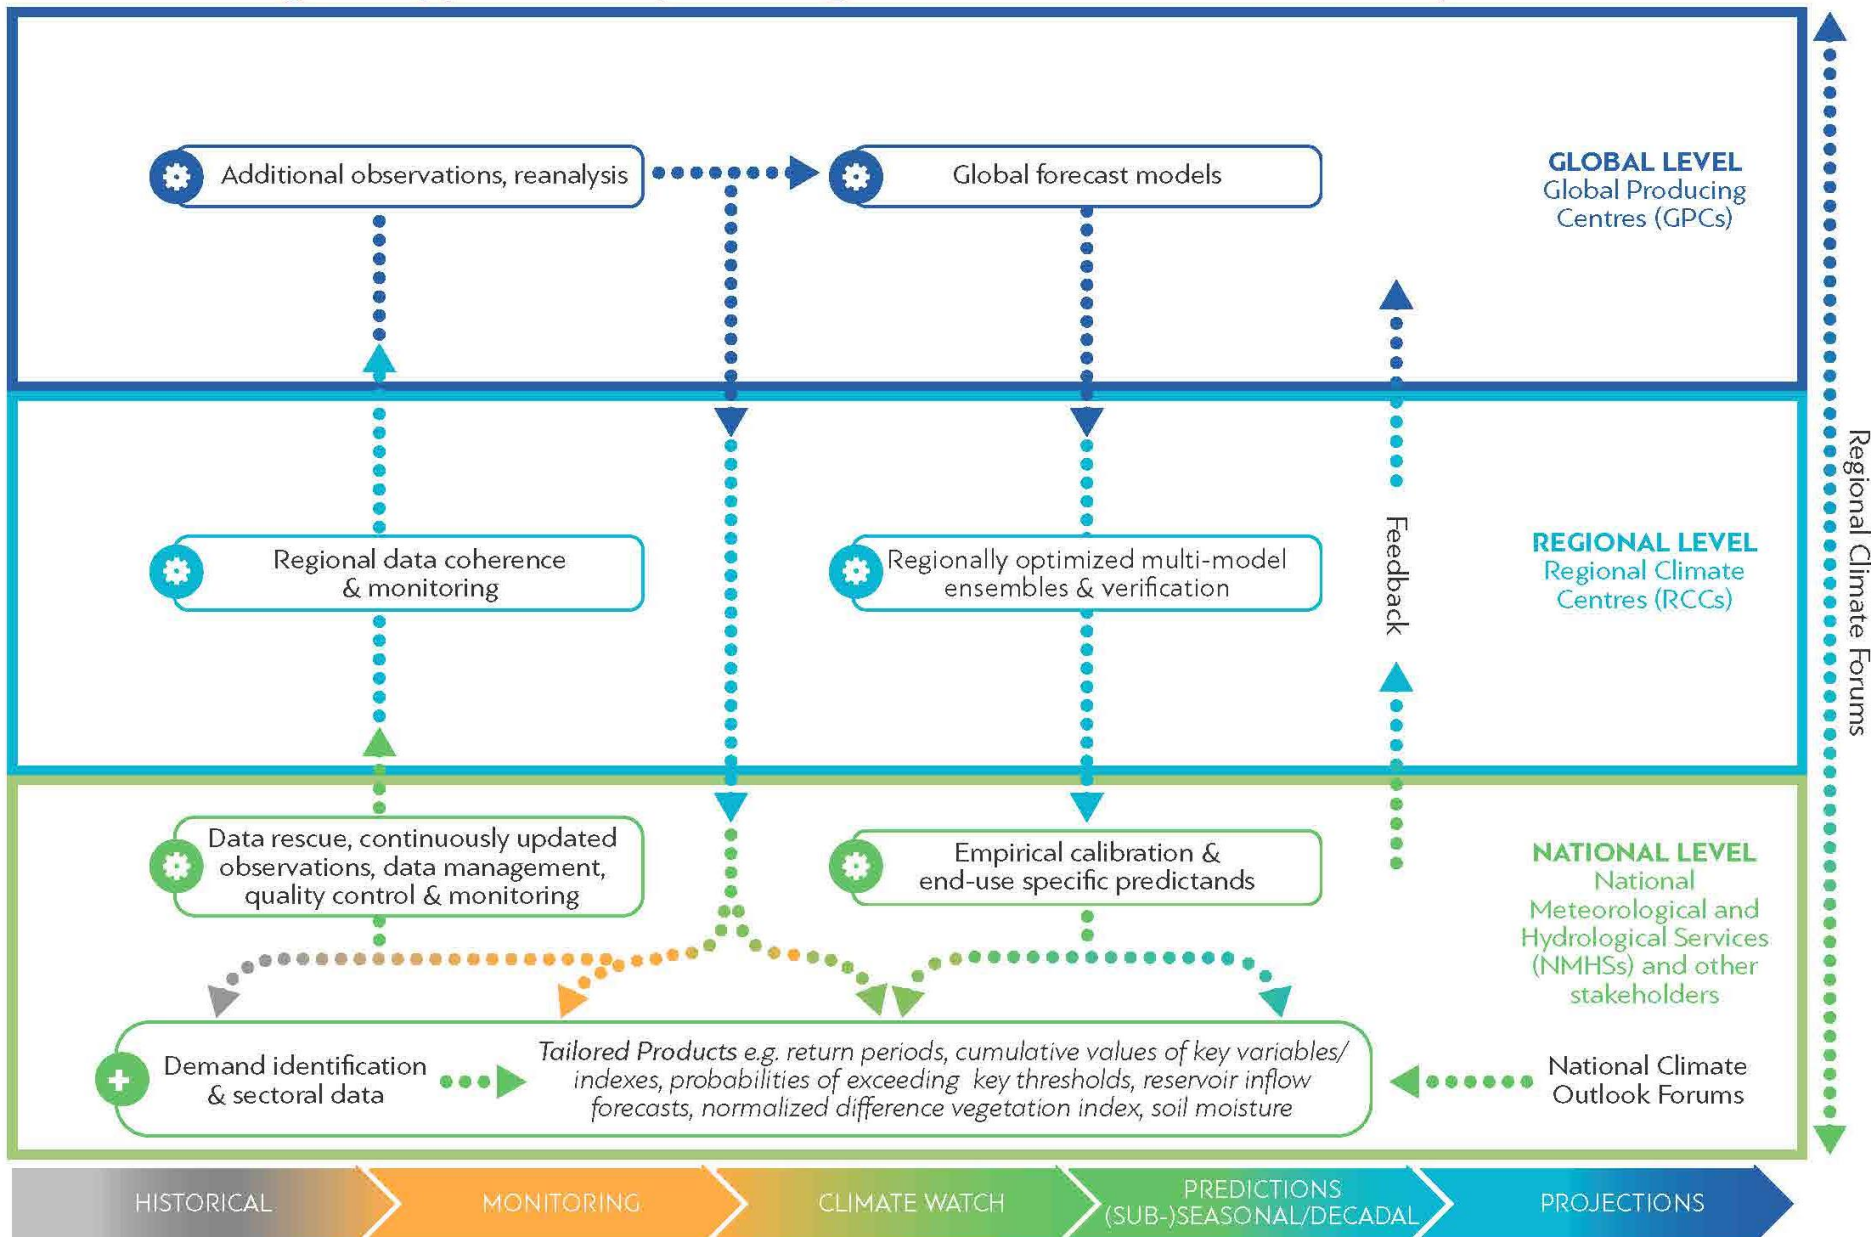 Additional observations, reanalysis
Global forecast models
GLOBAL LEVEL
Global Producing
Centres (GPCs)
Regional data coherence
& monitoring
Regionally optimized multi-model
ensembles & verification
Feedback
REGIONAL LEVEL
Regional Climate
Centres (RCCs)
Regional Climate Forums
Data rescue, continuously updated
observations, data management,
quality control & monitoring
Empirical calibration &
end-use specific predictands
NATIONAL LEVEL
National
Meteorological and
Hydrological Services
(NMHSs) and other
stakeholders
Demand identification
& sectoral data
Tailored Products e.g. return periods, cumulative values of key variables/
indexes, probabilities of exceeding key thresholds, reservoir inflow
forecasts, normalized difference vegetation index, soil moisture
National Climate
Outlook Forums
HISTORICAL
MONITORING
CLIMATE WATCH
PREDICTIONS
(SUB-)SEASONAL/DECADAL
PROJECTIONS